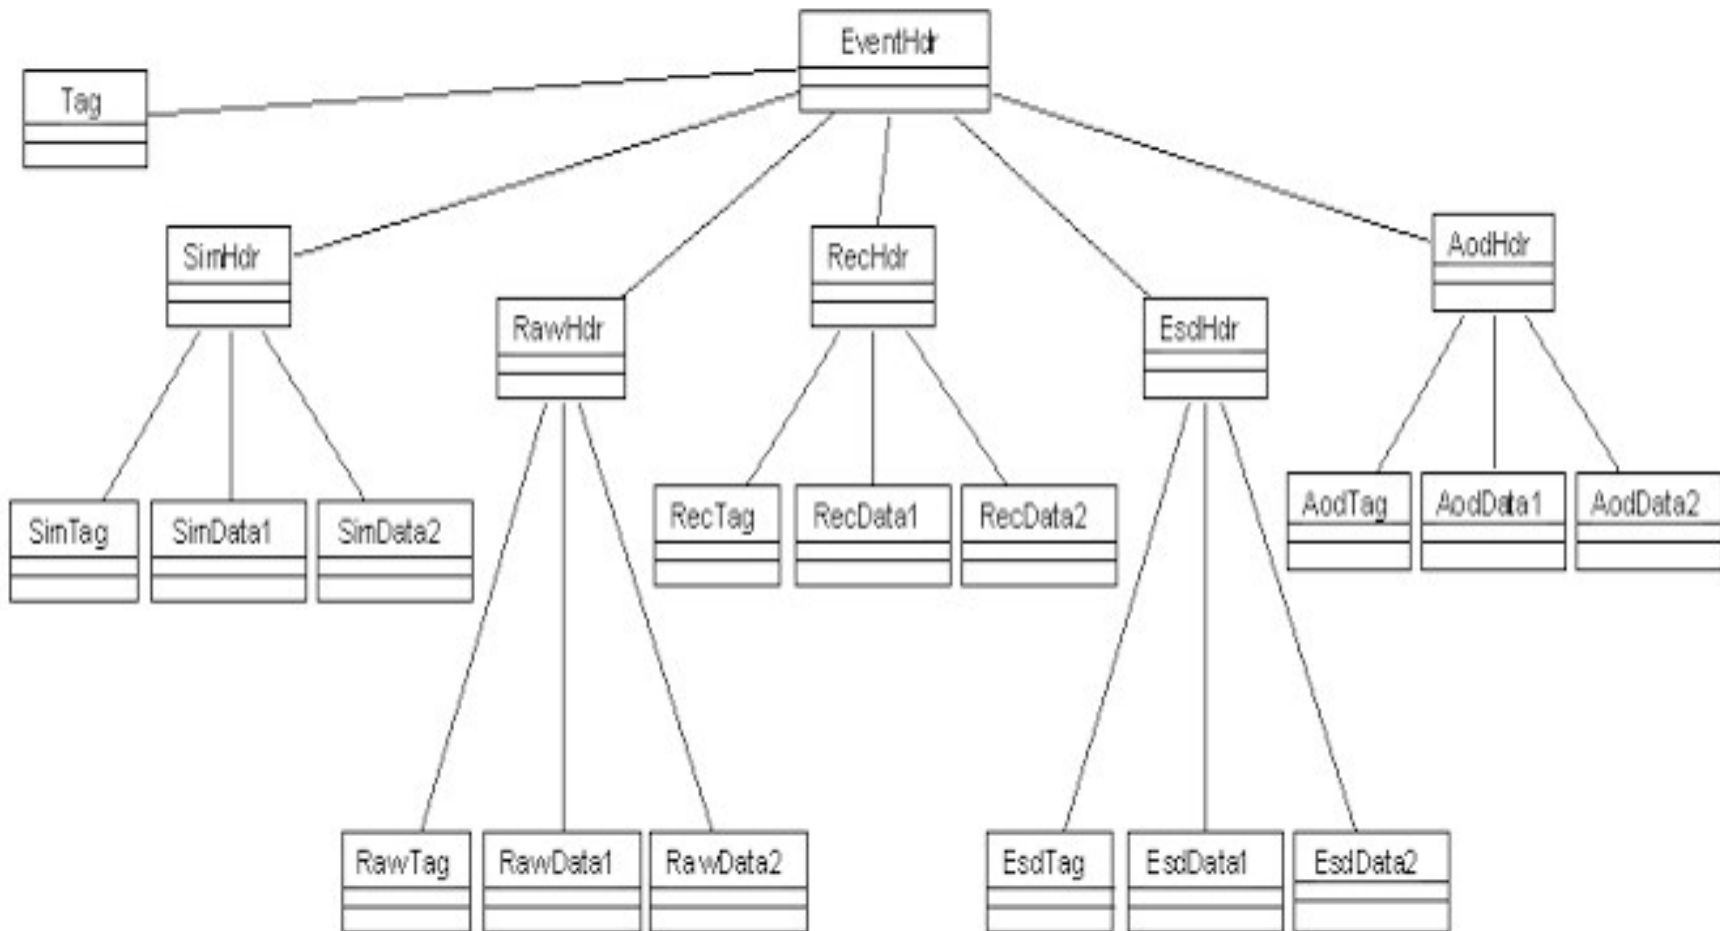 EventHdr
Tag
SimHdr
RawHdr
RecHdr
EsdHdr
AodHdr
SimTag
SimData1
SimData2
RecTag
RecData1
RecData2
AodTag
AodData1
AodData2
RawTag
RawData1
RawData2
EsdTag
EsdData1
EsdData2